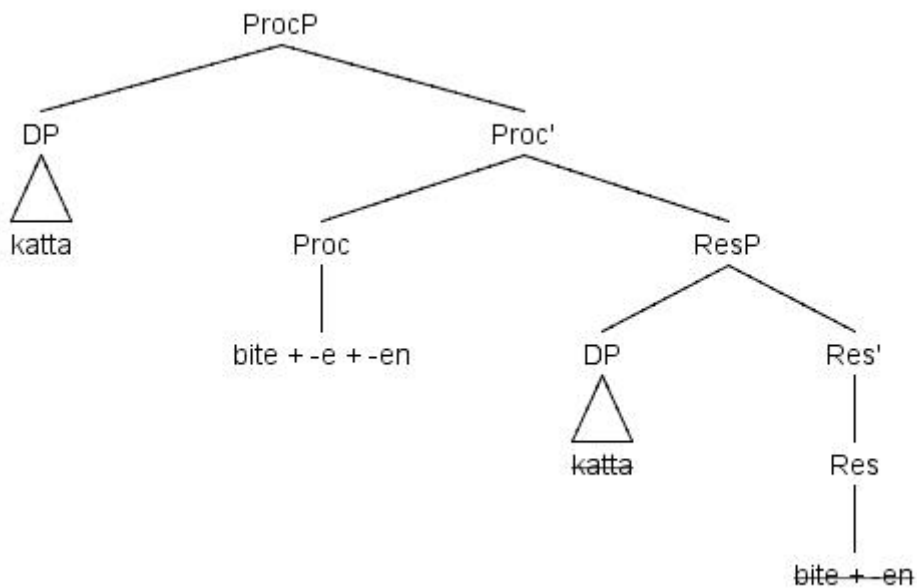 ProcP
DP Proc'
katta Proc ResP
bite + -e + -en DP Res'
katta Res
bite + -en